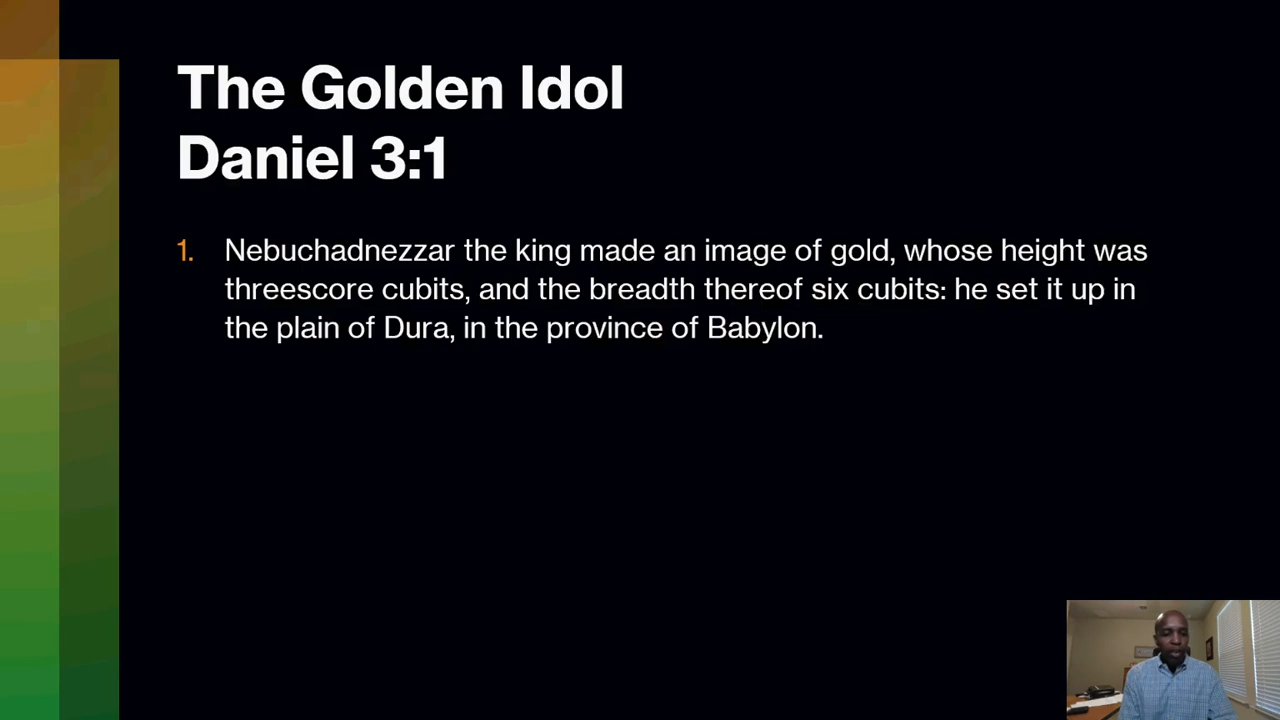 The Golden Idol
Daniel 3:1
1. Nebuchadnezzar the king made an image of gold, whose height was
threescore cubits, and the breadth thereof six cubits: he set it up in
the plain of Dura, in the province of Babylon.